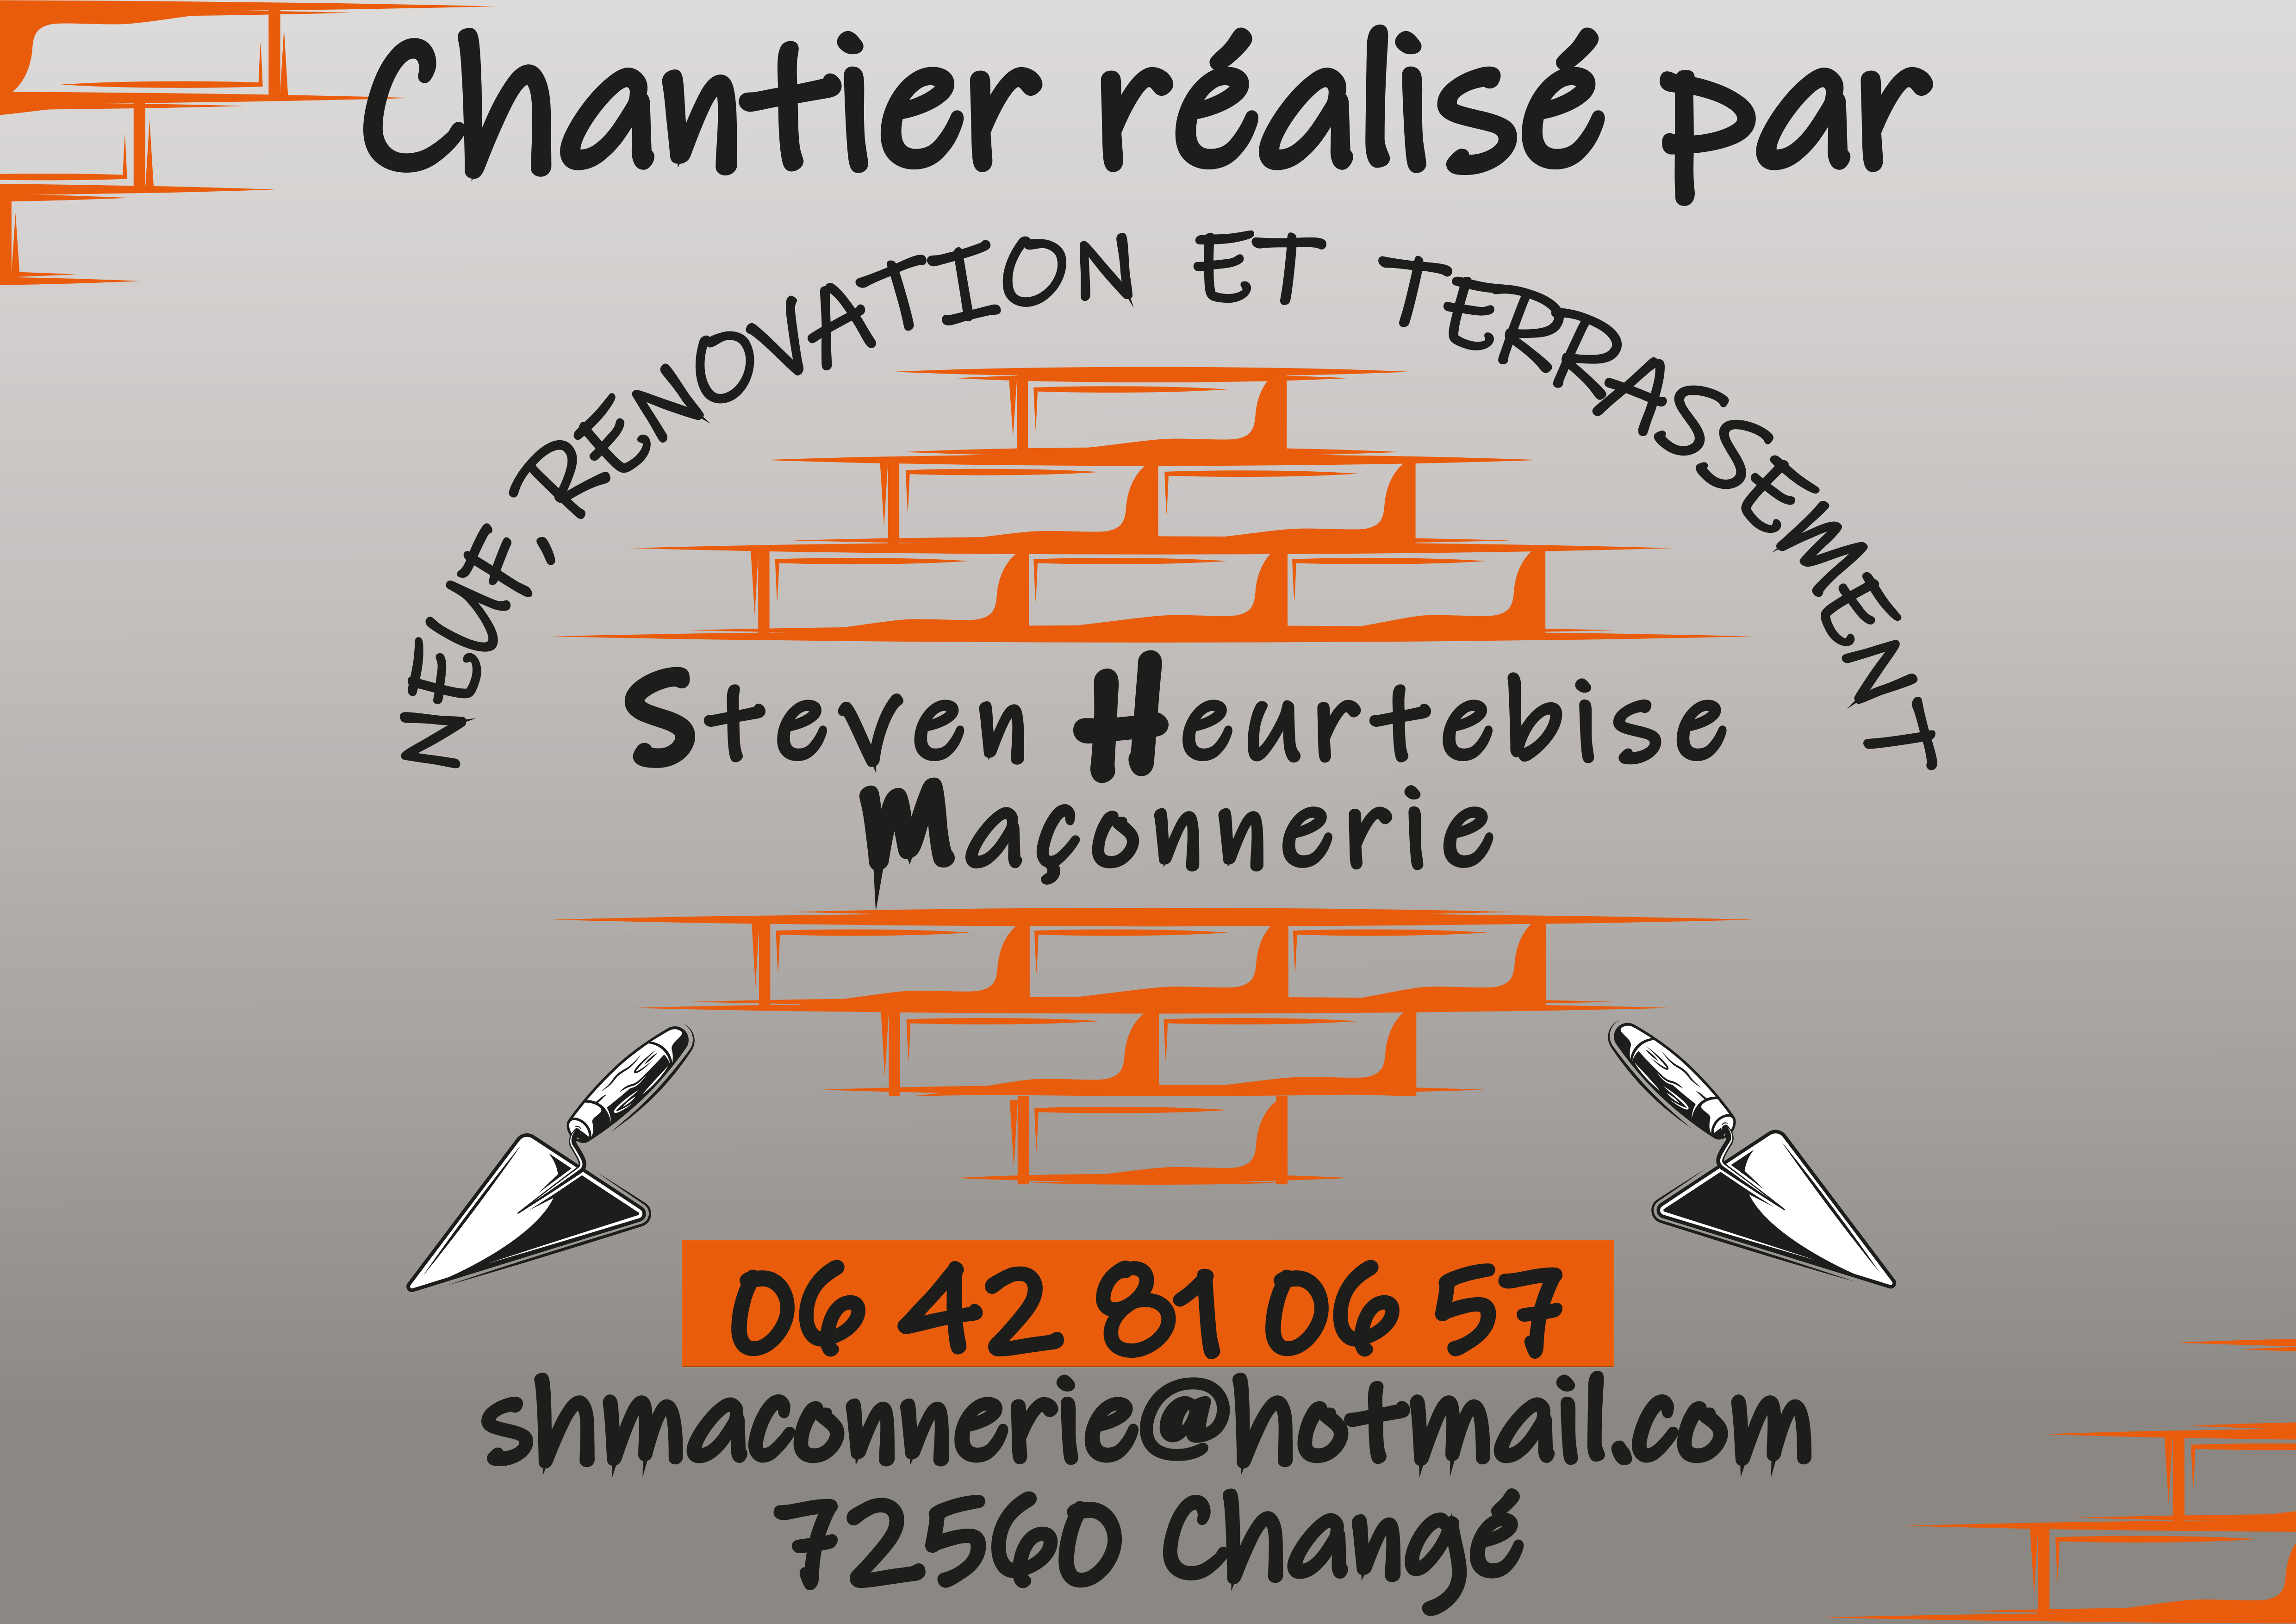 Chantier réalisé par
NEUF, RENOVATION ET TERRASSEMENT
Steven Heurtebise
Maçonnerie
06 42 81 06 57
shmaconnerie@hotmail.com
72560 Changé